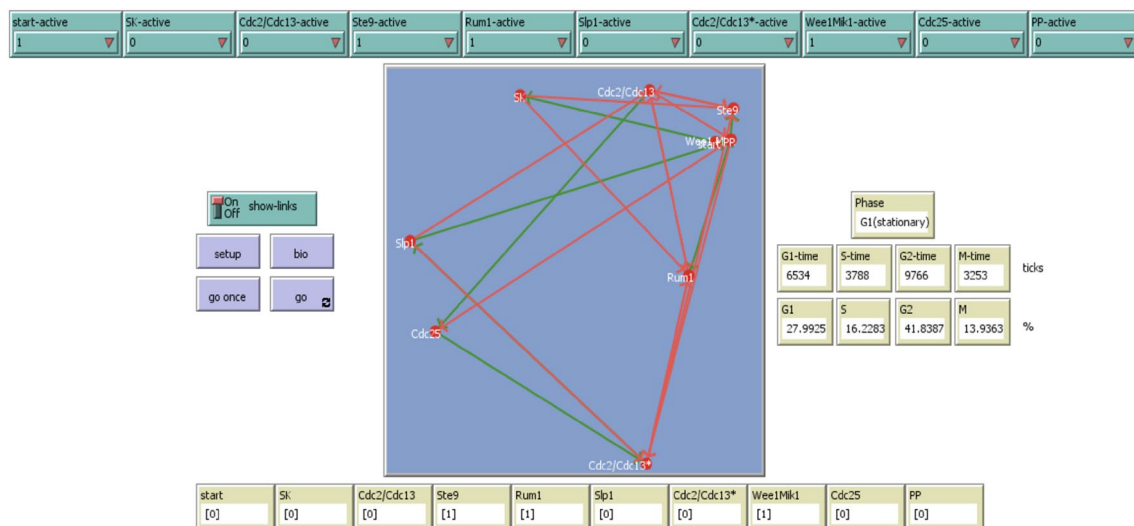 start-active SK-active Cdc2/Cdc13-active Ste9-active Rum1-active Slp1-active Cdc2/Cdc13*-active Wee1Mik1-active Cdc25-active PP-active
1 0 0 1 1 0 0 1 0 0
Cdc2/Cdc13
Sk
Ste9
Wee1 MPP
start
Slp1
Rum1
Cdc25
Cdc2/Cdc13*
On
Off
show-links
setup bio
go once go
Phase
G1(stationary)
G1-time S-time G2-time M-time
6534 3788 9766 3253 ticks
G1 S G2 M
27.9925 16.2283 41.8387 13.9363 %
start SK Cdc2/Cdc13 Ste9 Rum1 Slp1 Cdc2/Cdc13* Wee1Mik1 Cdc25 PP
[0] [0] [0] [1] [1] [0] [0] [1] [0] [0]